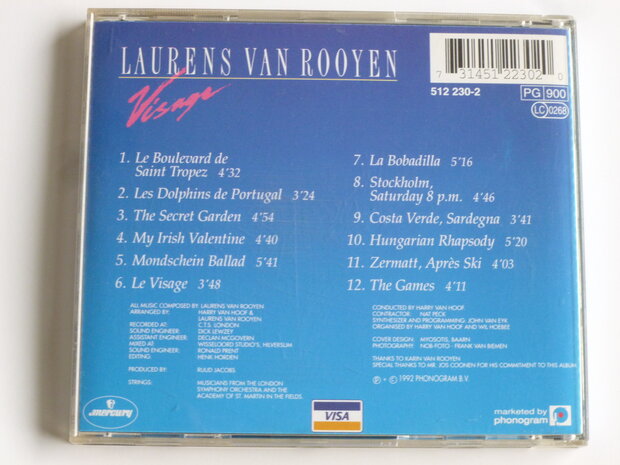 LAURENS VAN ROOYEN
Visage
7 31451 22302 0
512 230-2
PG 900
LC 0268
1. Le Boulevard de
Saint Tropez 4'32
2. Les Dolphins de Portugal 3'24
3. The Secret Garden 4'54
4. My Irish Valentine 4'40
5. Mondschein Ballad 5'41
6. Le Visage 3'48
7. La Bobadilla 5'16
8. Stockholm,
Saturday 8 p.m. 4'46
9. Costa Verde, Sardegna 3'41
10. Hungarian Rhapsody 5'20
11. Zermatt, Après Ski 4'03
12. The Games 4'11
ALL MUSIC COMPOSED BY: LAURENS VAN ROOYEN
ARRANGED BY: HARRY VAN HOOF &
LAURENS VAN ROOYEN
RECORDED AT: C.T.S. LONDON
SOUND ENGINEER: DICK LEWZEY
ASSISTENT ENGINEER: DECLAN MCGOVERN
MIXED AT: WISSELOORD STUDIO'S, HILVERSUM
SOUND ENGINEER: RONALD PRENT
EDITING: HENK HORDEN
PRODUCED BY: RUUD JACOBS
STRINGS: MUSICIANS FROM THE LONDON
SYMPHONY ORCHESTRA AND THE
ACADEMY OF ST. MARTIN IN THE FIELDS.
CONDUCTED BY HARRY VAN HOOF
CONTRACTOR: NAT PECK
SYNTHESIZER AND PROGRAMMING: JOHN VAN EYK
ORGANISED BY HARRY VAN HOOF AND WIL HOEBEE
COVER DESIGN: MYOSOTIS, BAARN
PHOTOGRAPHY: NOB-FOTO - FRANK VAN BIEMEN
THANKS TO KARIN VAN ROOYEN
SPECIAL THANKS TO MR. JOS COONEN FOR HIS COMMITMENT TO THIS ALBUM
℗ + © 1992 PHONOGRAM B.V.
mercury
VISA
marketed by
phonogram